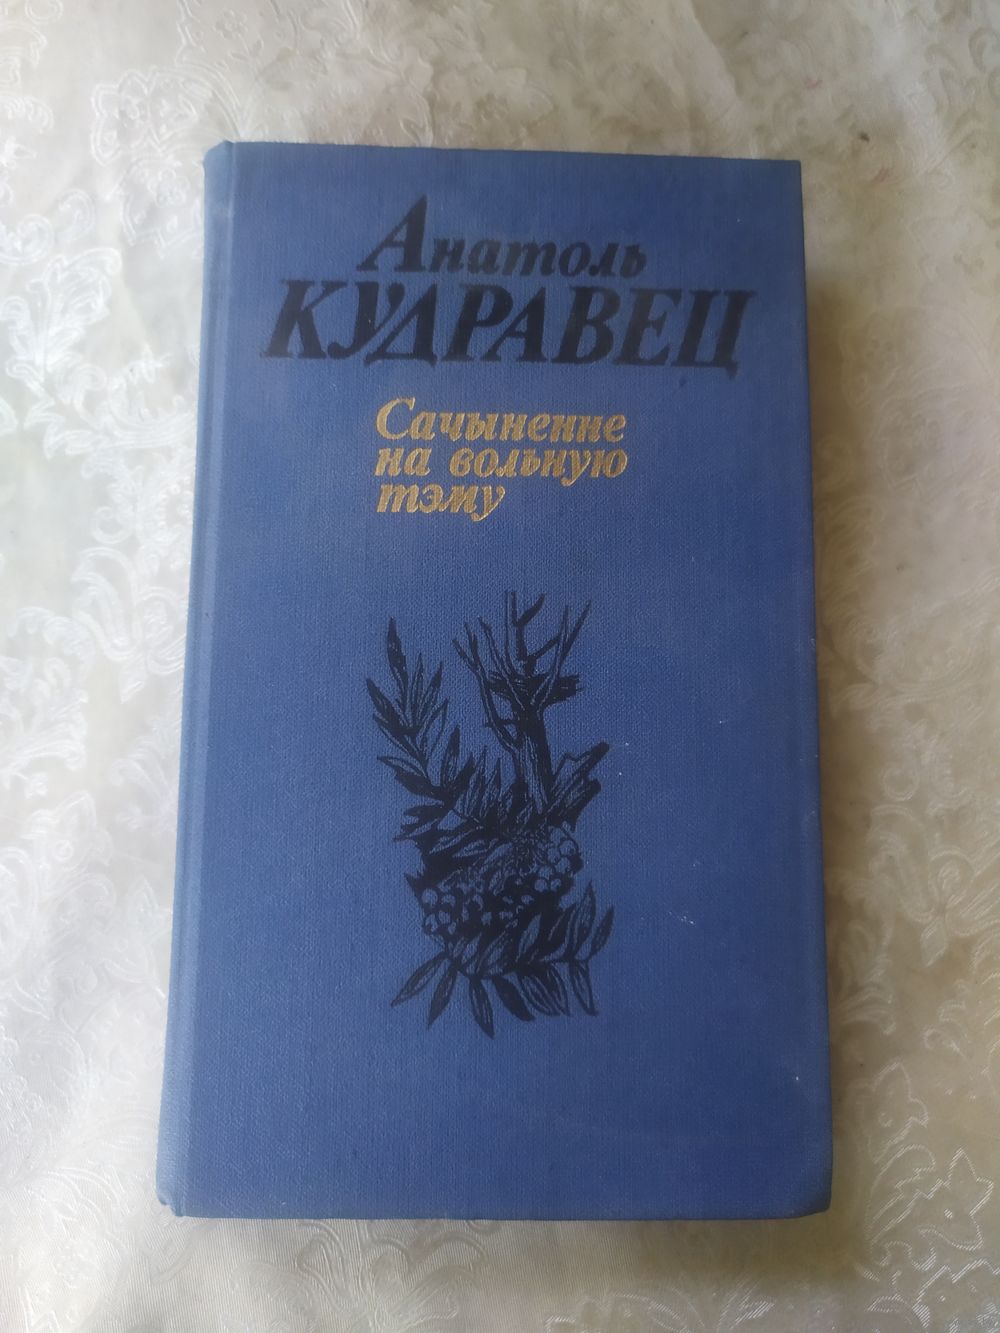 Анатоль
КУДРАВЕЦ
Сачыненне
на вольную
тэму